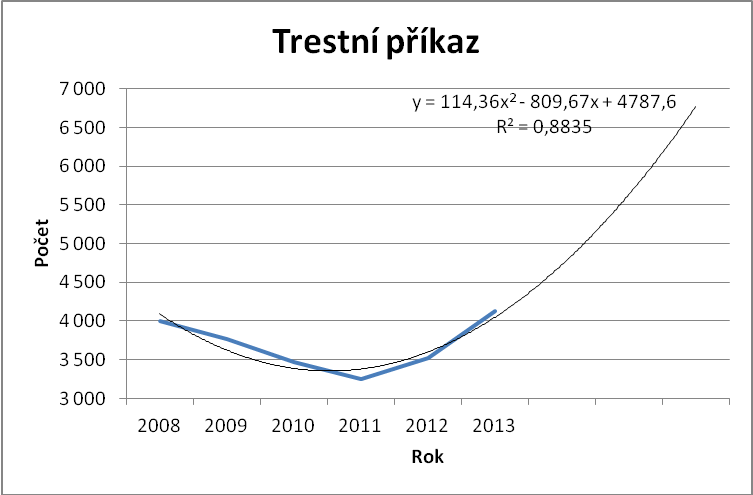 Trestní příkaz
y = 114,36x² - 809,67x + 4787,6
R² = 0,8835
7 000
6 500
6 000
5 500
5 000
4 500
4 000
3 500
3 000
Počet
2008 2009 2010 2011 2012 2013
Rok